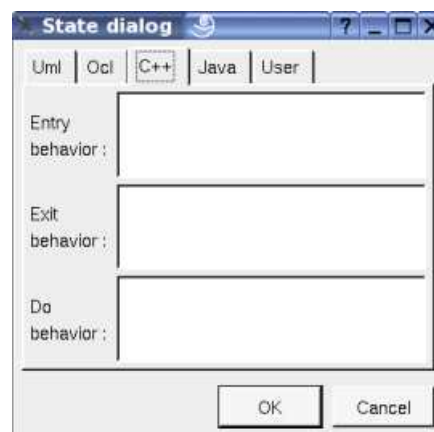 State dialog ?
Uml Ocl C++ Java User
Entry
behavior :
Exit
behavior :
Do
behavior :
OK Cancel